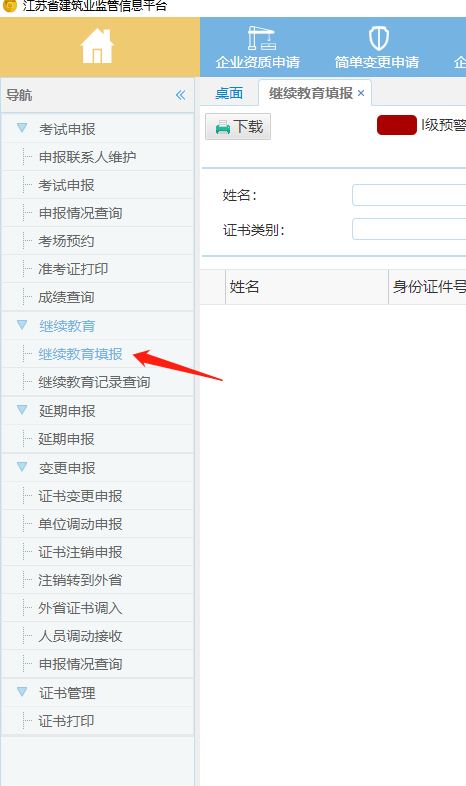 江苏省建筑业监管信息平台
企业资质申请
简单变更申请
企
导航
桌面
继续教育填报
下载
I级预警
考试申报
申报联系人维护
考试申报
申报情况查询
考场预约
准考证打印
成绩查询
继续教育
继续教育填报
继续教育记录查询
延期申报
延期申报
变更申报
证书变更申报
单位调动申报
证书注销申报
注销转到外省
外省证书调入
人员调动接收
申报情况查询
证书管理
证书打印
姓名:
证书类别:
姓名
身份证件号